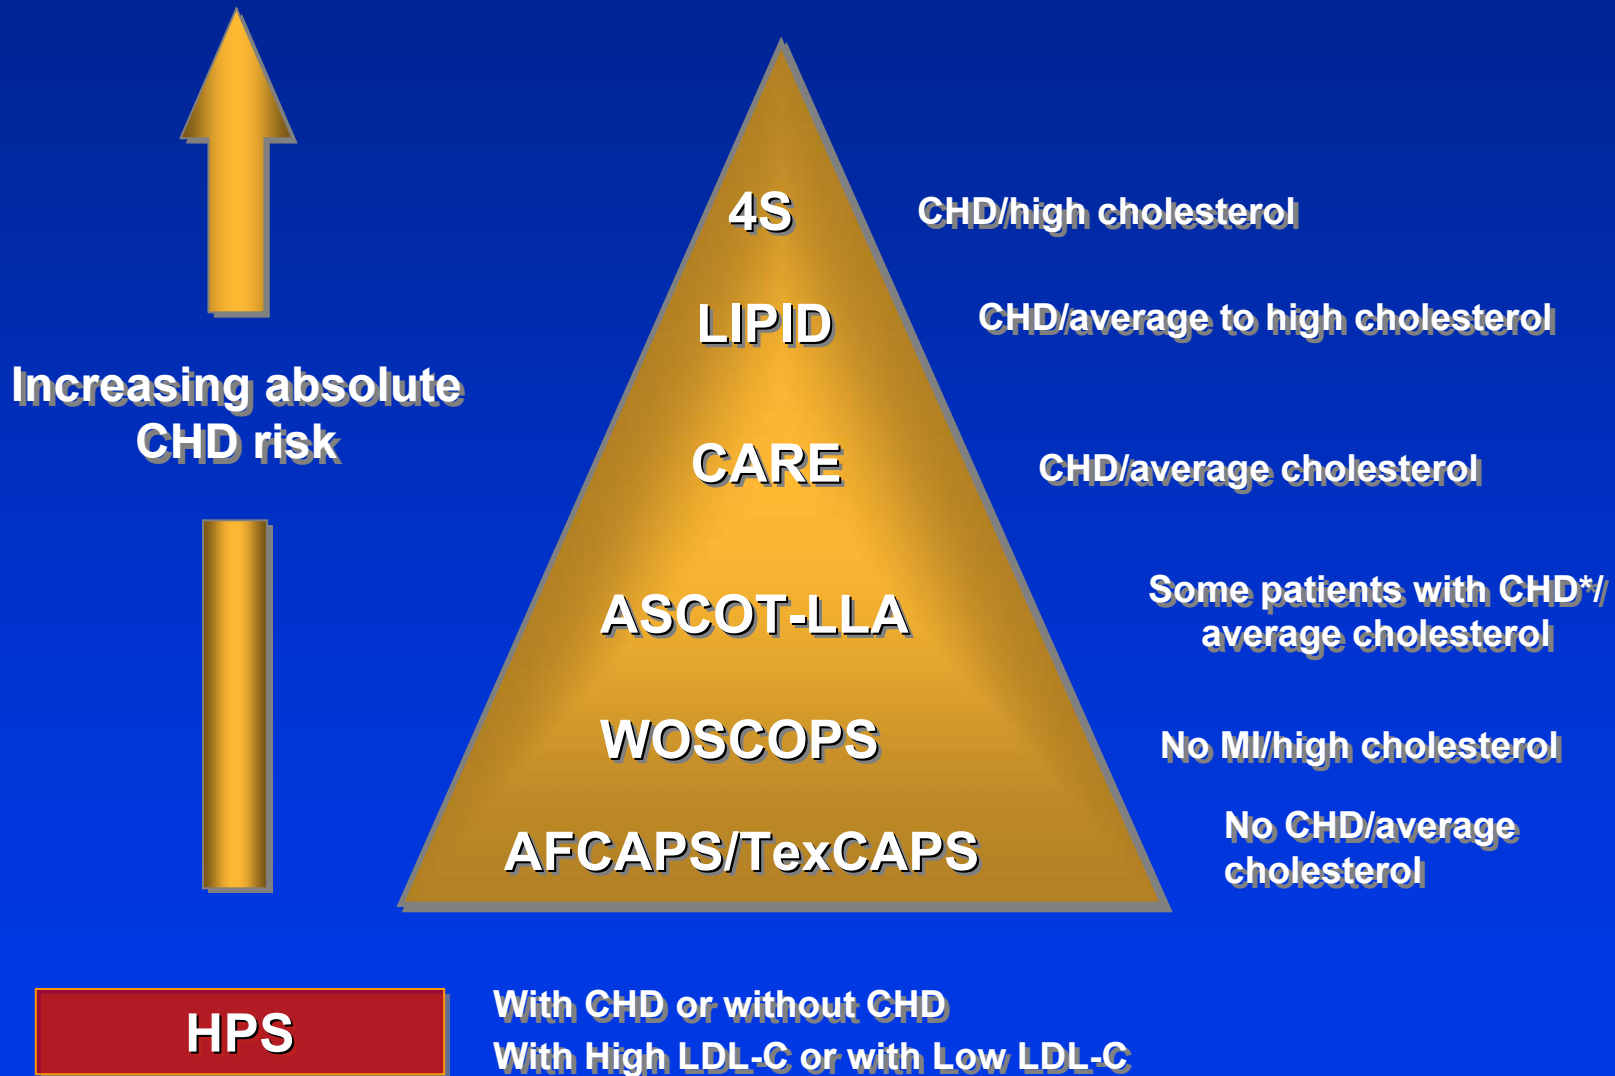 4S
CHD/high cholesterol
LIPID
CHD/average to high cholesterol
Increasing absolute
CHD risk
CARE
CHD/average cholesterol
ASCOT-LLA
Some patients with CHD*/
average cholesterol
WOSCOPS
No MI/high cholesterol
AFCAPS/TexCAPS
No CHD/average
cholesterol
HPS
With CHD or without CHD
With High LDL-C or with Low LDL-C